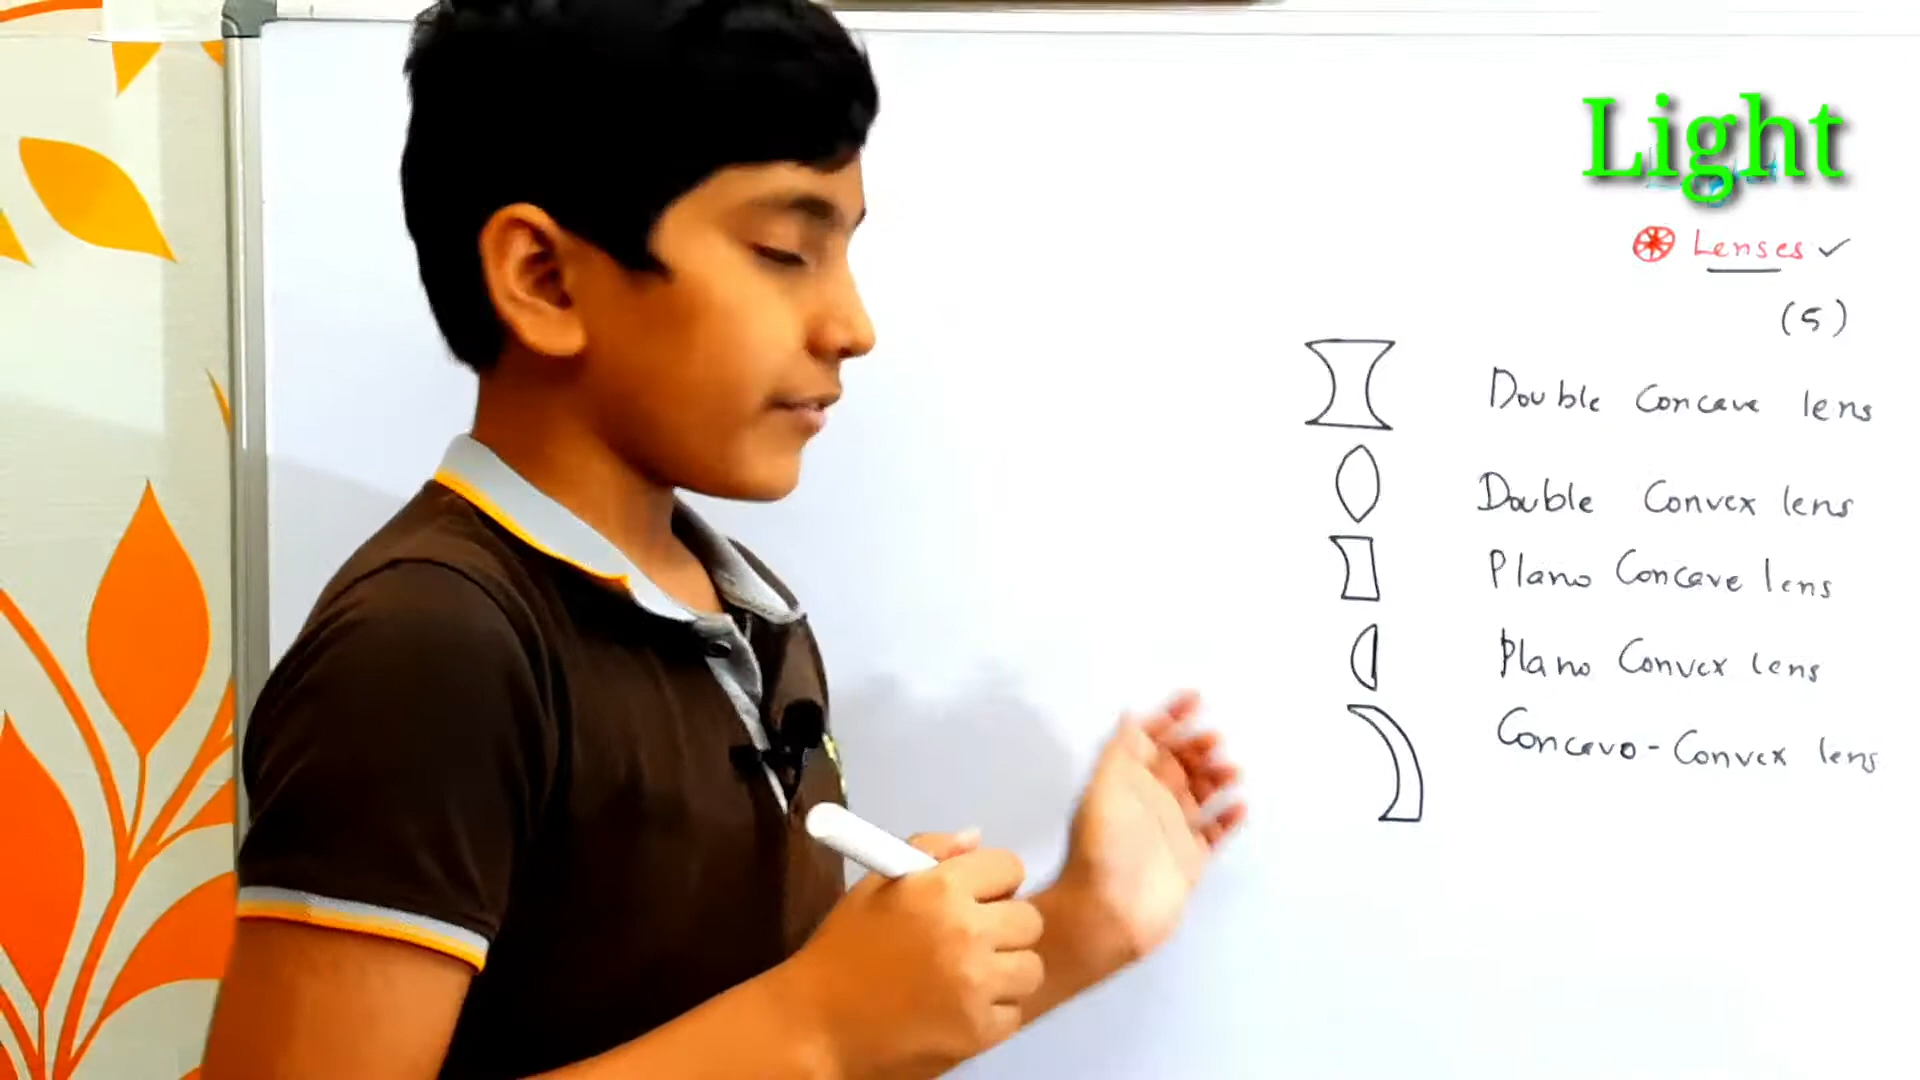 Light
Lenses ✓
(5)
Double Concave lens
Double Convex lens
Plano Concave lens
Plano Convex lens
Concavo-Convex lens